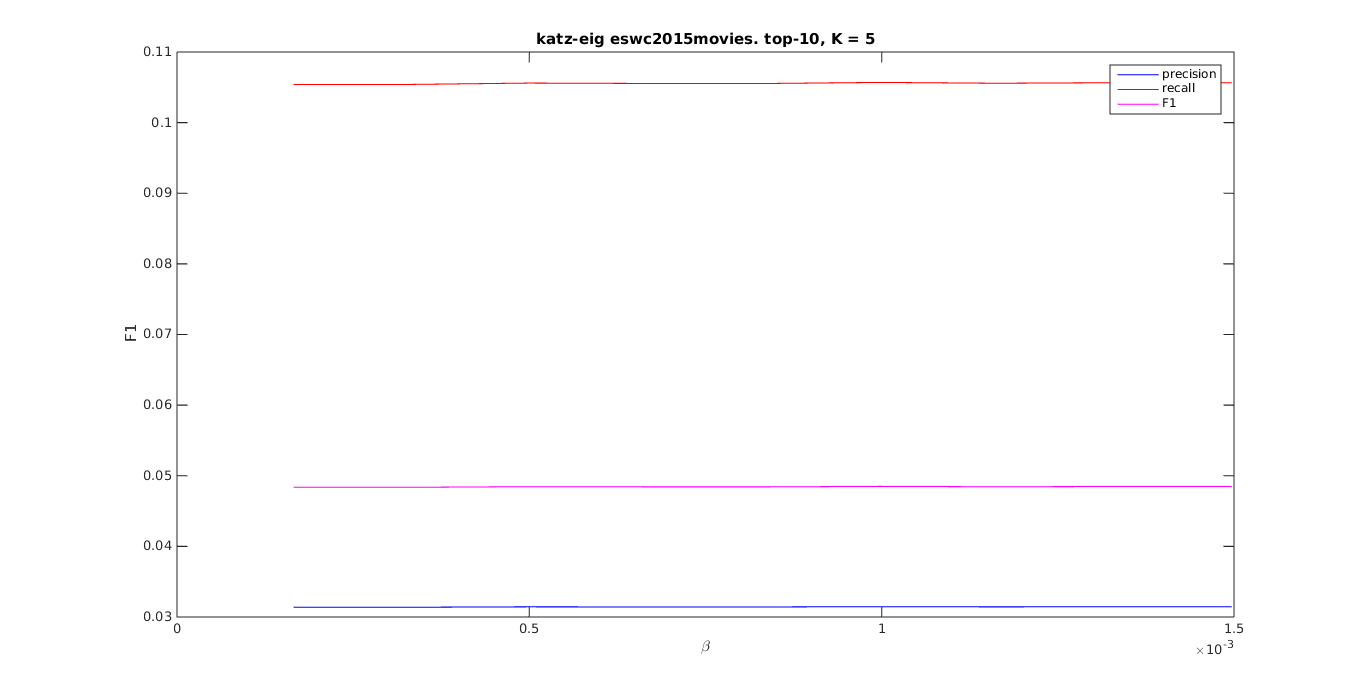 katz-eig eswc2015movies. top-10, K = 5
0.11
0.1
0.09
0.08
0.07
0.06
0.05
0.04
0.03
F1
precision
recall
F1
0 0.5 1 1.5
β
×10⁻³